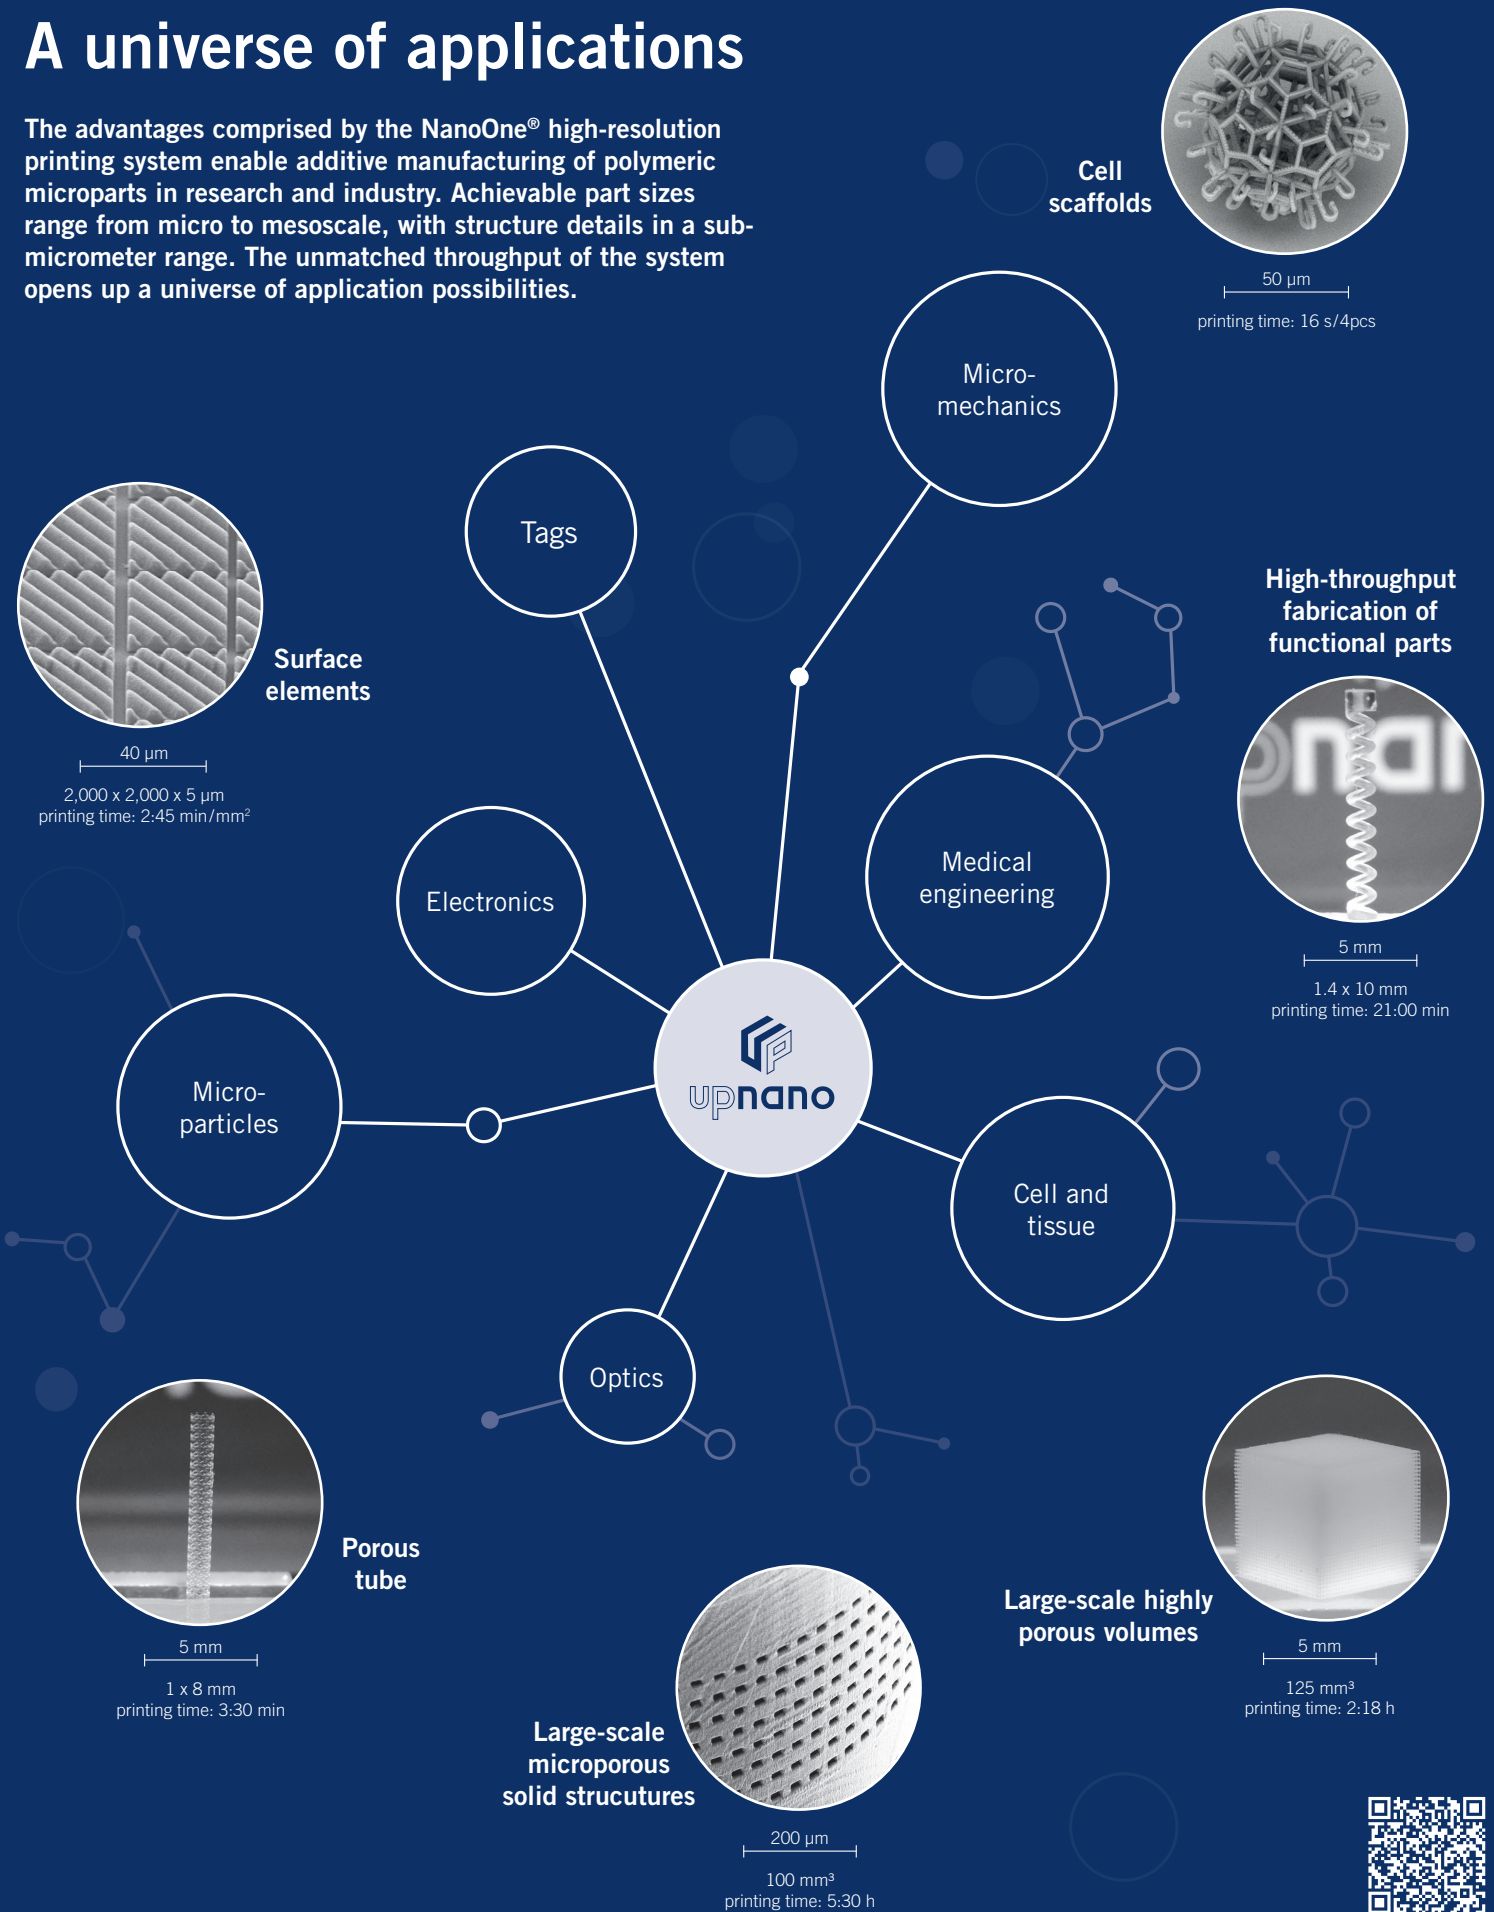 A universe of applications
The advantages comprised by the NanoOne® high-resolution
printing system enable additive manufacturing of polymeric
microparts in research and industry. Achievable part sizes
range from micro to mesoscale, with structure details in a sub-
micrometer range. The unmatched throughput of the system
opens up a universe of application possibilities.
Cell
scaffolds
50 µm
printing time: 16 s/4pcs
Micro-
mechanics
Tags
Surface
elements
40 µm
2,000 x 2,000 x 5 µm
printing time: 2:45 min/mm²
High-throughput
fabrication of
functional parts
pnan
5 mm
1.4 x 10 mm
printing time: 21:00 min
Electronics
Medical
engineering
upnano
Micro-
particles
Cell and
tissue
Optics
Porous
tube
5 mm
1 x 8 mm
printing time: 3:30 min
Large-scale
microporous
solid strucutures
200 µm
100 mm³
printing time: 5:30 h
Large-scale highly
porous volumes
5 mm
125 mm³
printing time: 2:18 h